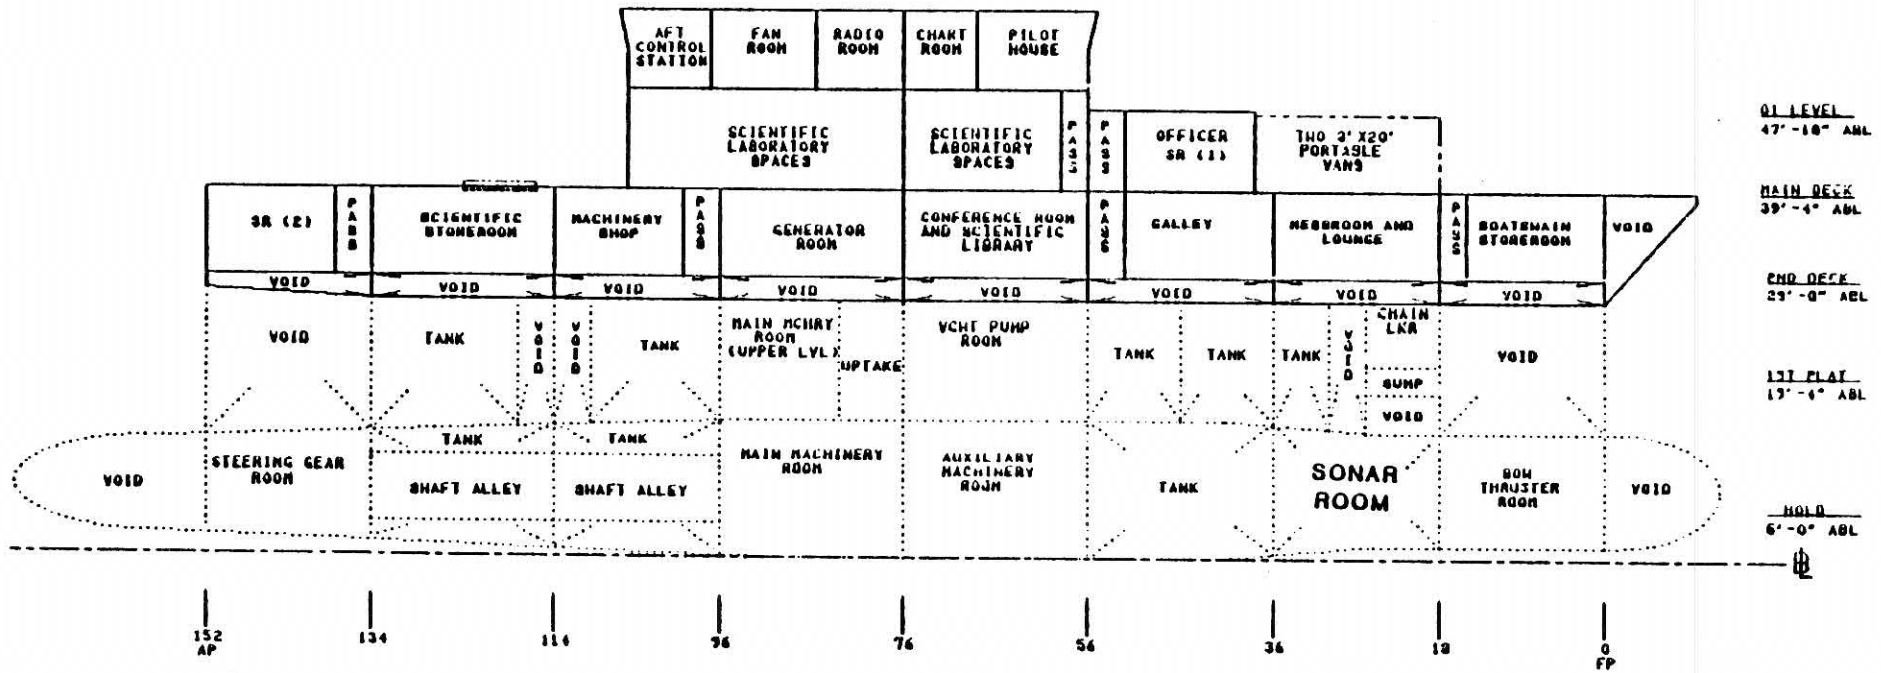 AFT
CONTROL
STATION
FAN
ROOM
RADIO
ROOM
CHART
ROOM
PILOT
HOUSE
SCIENTIFIC
LABORATORY
SPACES
SCIENTIFIC
LABORATORY
SPACES
PASS
PASS
OFFICER
SR (1)
PORTABLE
VANS
01 LEVEL
47'-10" ABL
SR (2)
PASS
SCIENTIFIC
STOREROOM
MACHINERY
SHOP
PASS
GENERATOR
ROOM
CONFERENCE ROOM
AND SCIENTIFIC
LIBRARY
PASS
GALLEY
MESSROOM AND
LOUNGE
PASS
BOATSWAIN
STOREROOM
VOID
MAIN DECK
39'-4" ABL
VOID
VOID
VOID
VOID
VOID
VOID
VOID
VOID
2ND DECK
29'-0" ABL
VOID
TANK
VOID
VOID
TANK
MAIN MCHRY
ROOM
(UPPER LVL)
UPTAKE
VCHT PUMP
ROOM
TANK
TANK
TANK
VOID
CHAIN
LKR
SUMP
VOID
VOID
1ST PLAT
VOID
STEERING GEAR
ROOM
TANK
TANK
SHAFT ALLEY
SHAFT ALLEY
MAIN MACHINERY
ROOM
AUXILIARY
MACHINERY
ROOM
TANK
SONAR
ROOM
BOW
THRUSTER
ROOM
VOID
HOLD
6'-0" ABL
152
AP
134
114
96
76
56
36
18
0
FP